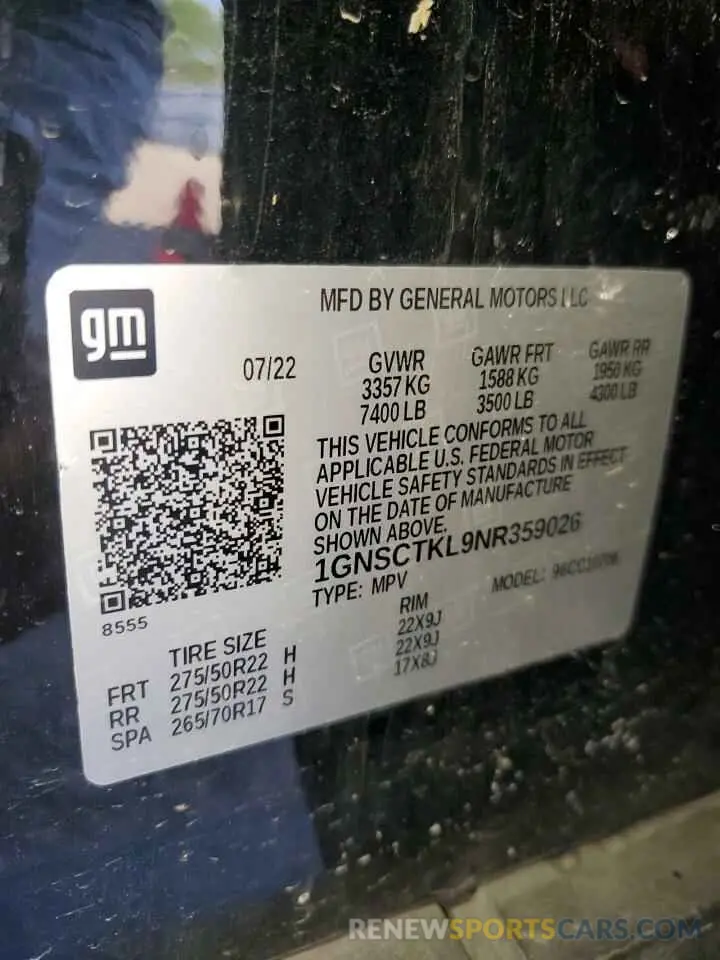 gm
MFD BY GENERAL MOTORS LLC
07/22
GVWR GAWR FRT GAWR RR
3357 KG 1588 KG 1950 KG
7400 LB 3500 LB 4300 LB
THIS VEHICLE CONFORMS TO ALL
APPLICABLE U.S. FEDERAL MOTOR
VEHICLE SAFETY STANDARDS IN EFFECT
ON THE DATE OF MANUFACTURE
SHOWN ABOVE.
1GNSCTKL9NR359026
TYPE: MPV MODEL:
8555
TIRE SIZE RIM
FRT 275/50R22 H 22X9J
RR 275/50R22 H 22X9J
SPA 265/70R17 S 17X8J
RENEWSPORTSCARS.COM